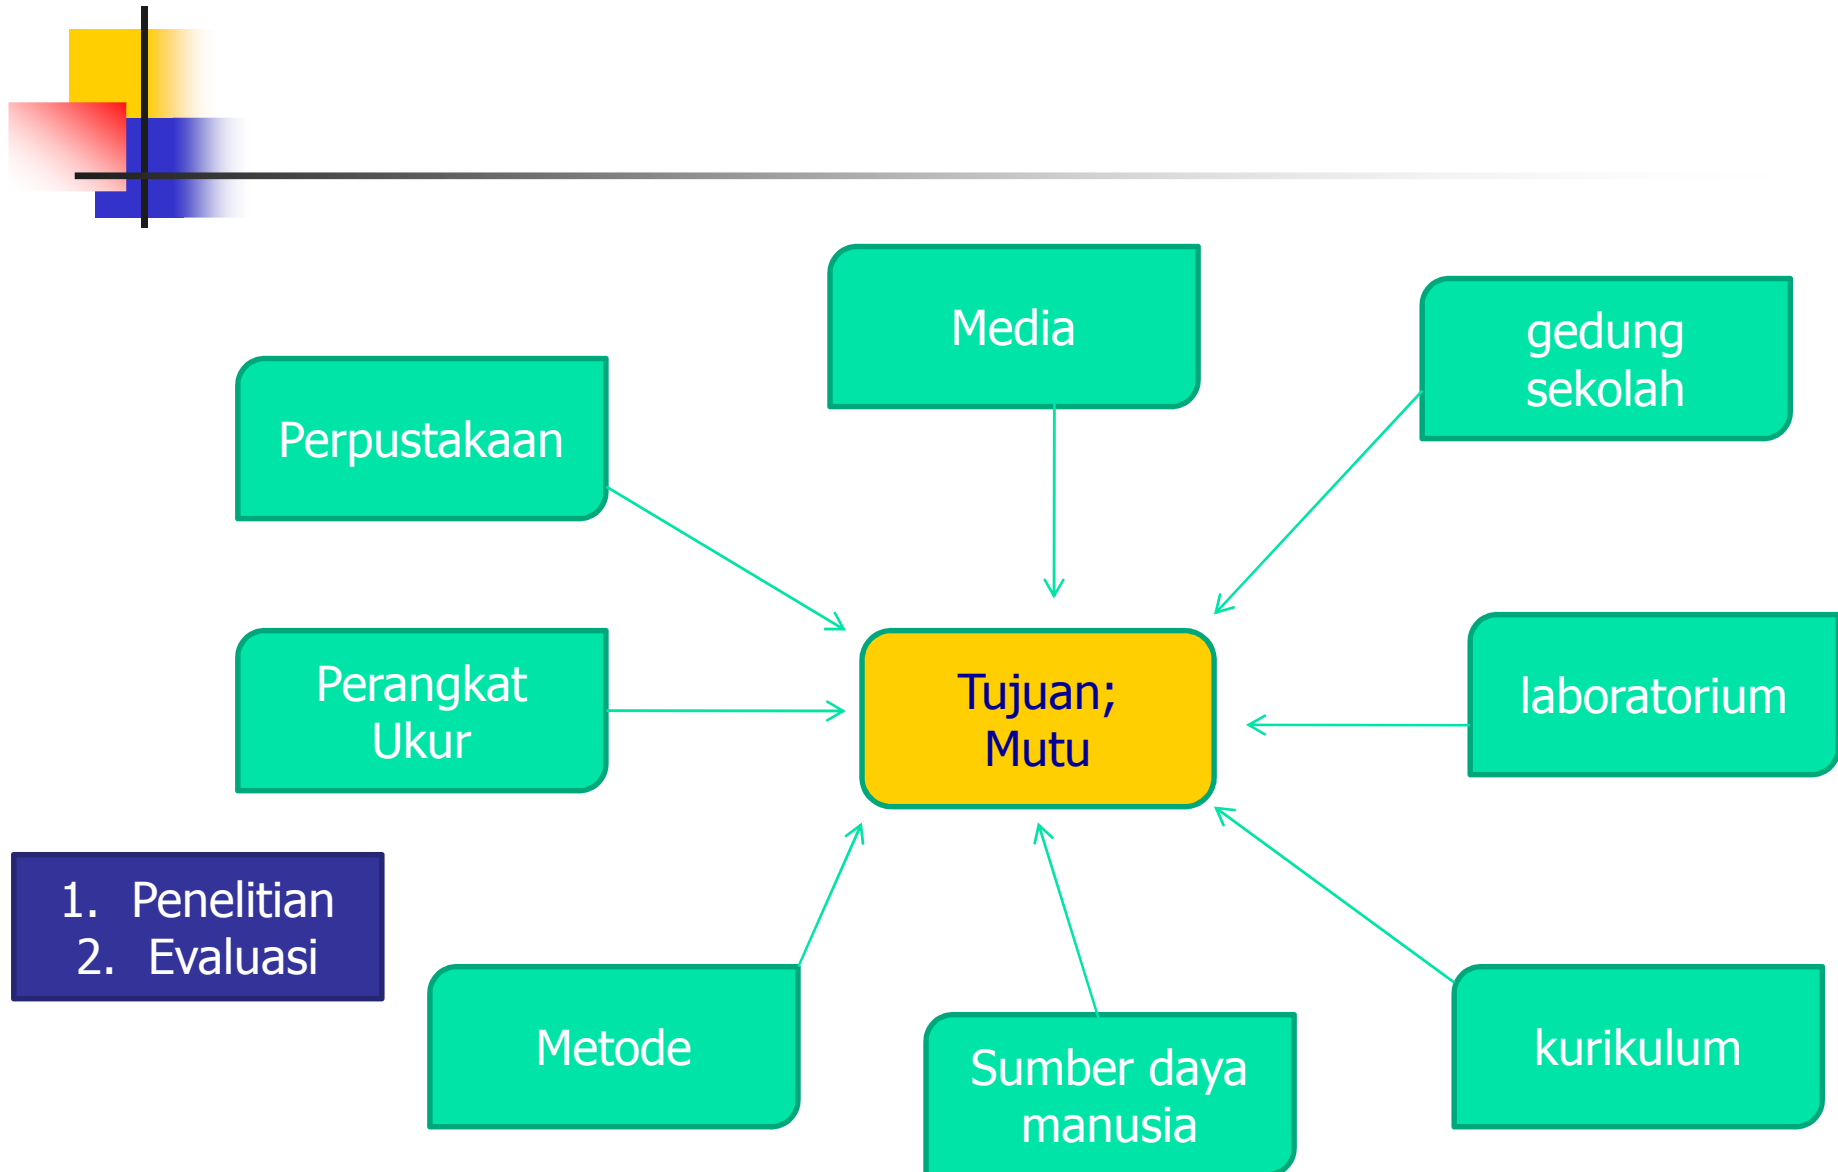 Media
gedung
sekolah
Perpustakaan
Perangkat
Ukur
Tujuan;
Mutu
laboratorium
1. Penelitian
2. Evaluasi
Metode
Sumber daya
manusia
kurikulum